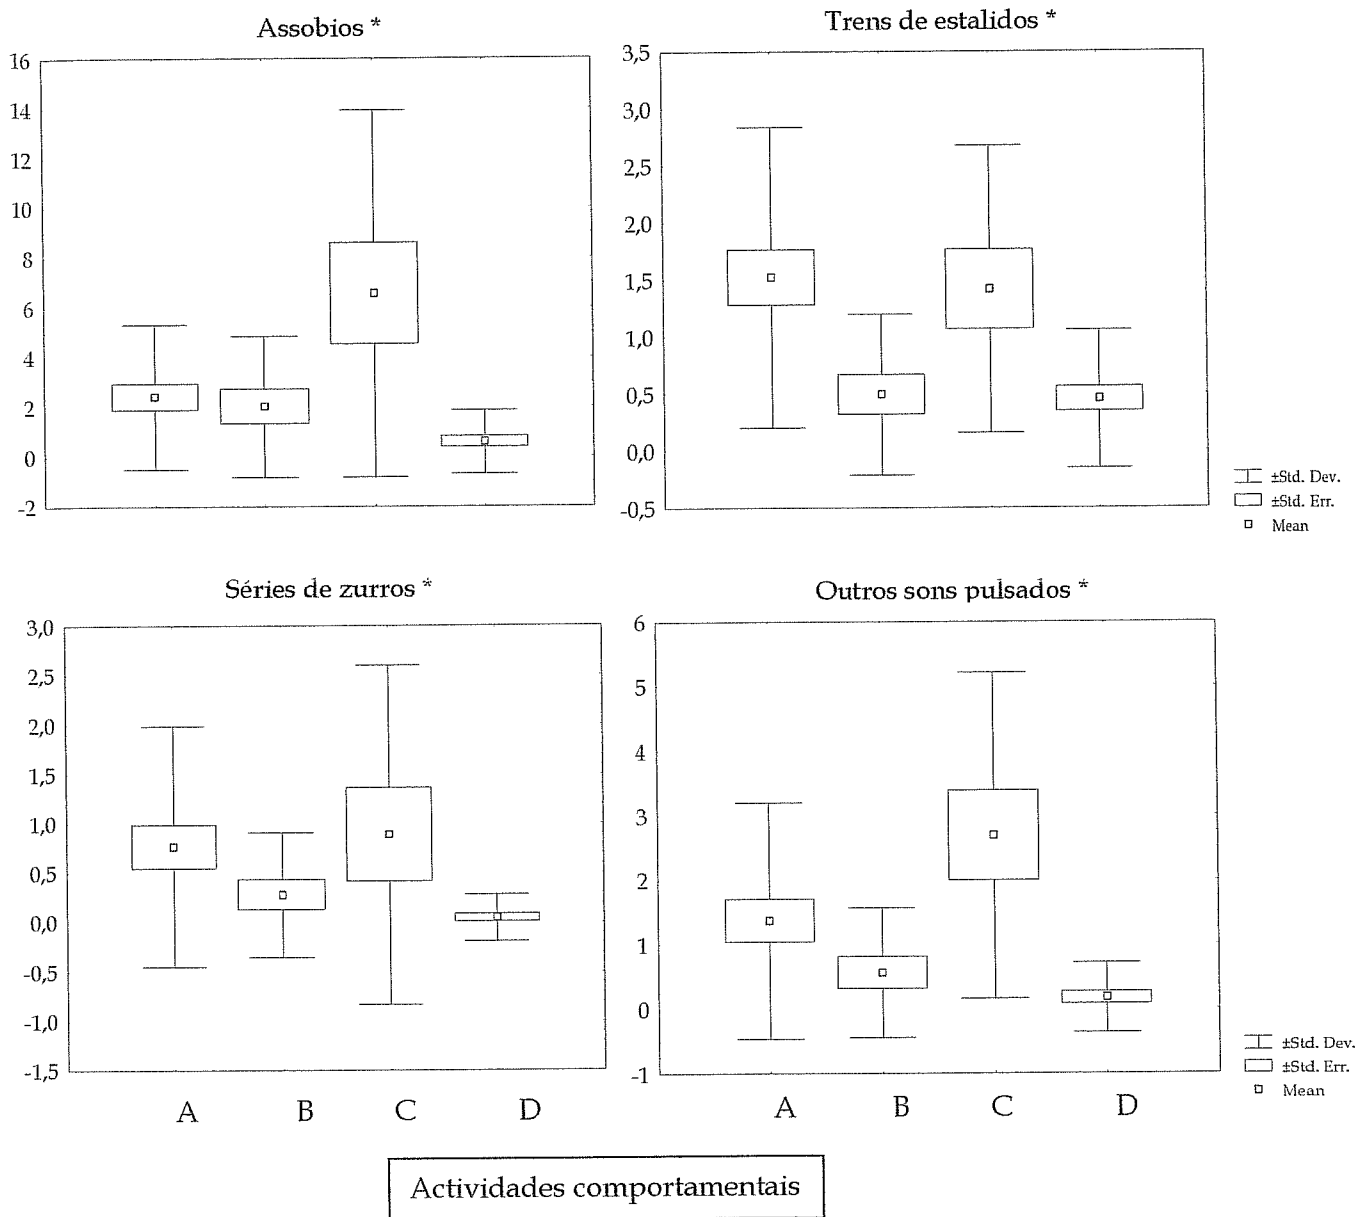 Assobios *
16
14
12
10
8
6
4
2
0
-2
Trens de estalidos *
3,5
3,0
2,5
2,0
1,5
1,0
0,5
0,0
-0,5
±Std. Dev.
±Std. Err.
Mean
Séries de zurros *
3,0
2,5
2,0
1,5
1,0
0,5
0,0
-0,5
-1,0
-1,5
A B C D
Outros sons pulsados *
6
5
4
3
2
1
0
-1
A B C D
±Std. Dev.
±Std. Err.
Mean
Actividades comportamentais